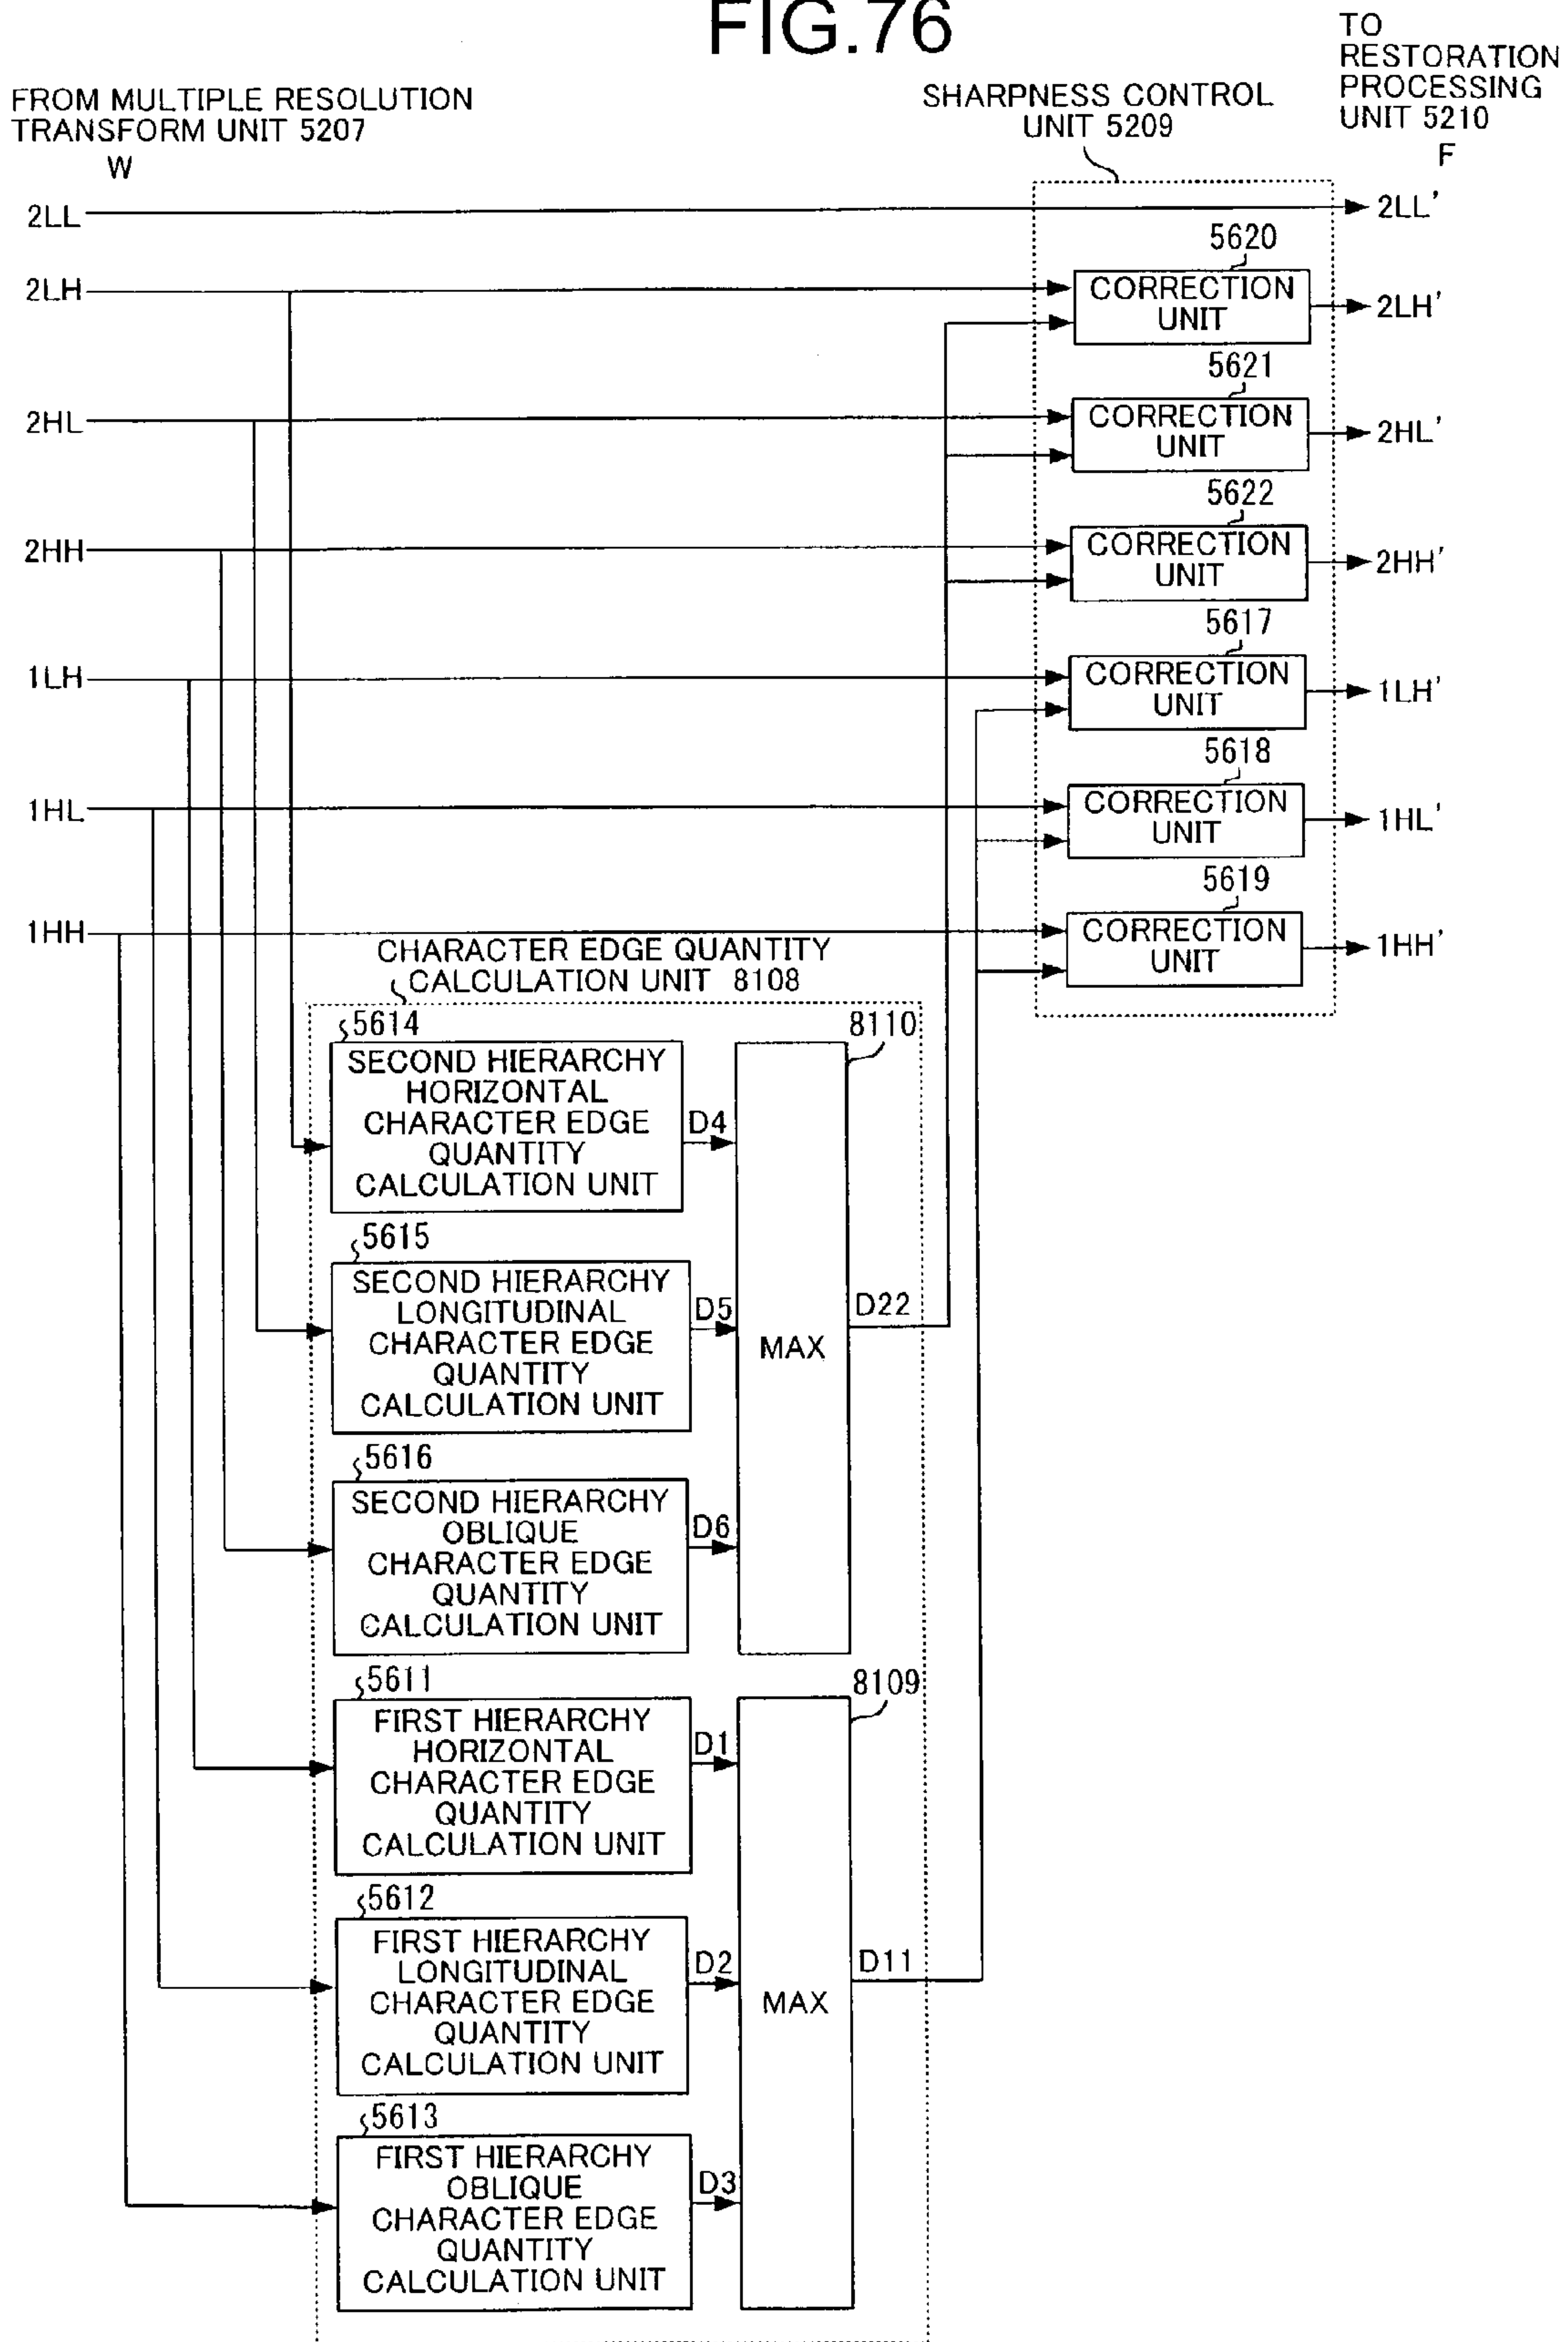 FIG.76
TO
RESTORATION
PROCESSING
UNIT 5210
F
FROM MULTIPLE RESOLUTION
TRANSFORM UNIT 5207
W
SHARPNESS CONTROL
UNIT 5209
2LL
2LL'
5620
2LH
CORRECTION
UNIT
2LH'
5621
2HL
CORRECTION
UNIT
2HL'
5622
2HH
CORRECTION
UNIT
2HH'
5617
1LH
CORRECTION
UNIT
1LH'
5618
1HL
CORRECTION
UNIT
1HL'
5619
1HH
CORRECTION
UNIT
1HH'
CHARACTER EDGE QUANTITY
CALCULATION UNIT 8108
5614
SECOND HIERARCHY
HORIZONTAL
CHARACTER EDGE
QUANTITY
CALCULATION UNIT
D4
8110
5615
SECOND HIERARCHY
LONGITUDINAL
CHARACTER EDGE
QUANTITY
CALCULATION UNIT
D5
MAX
D22
5616
SECOND HIERARCHY
OBLIQUE
CHARACTER EDGE
QUANTITY
CALCULATION UNIT
D6
5611
FIRST HIERARCHY
HORIZONTAL
CHARACTER EDGE
QUANTITY
CALCULATION UNIT
D1
8109
5612
FIRST HIERARCHY
LONGITUDINAL
CHARACTER EDGE
QUANTITY
CALCULATION UNIT
D2
MAX
D11
5613
FIRST HIERARCHY
OBLIQUE
CHARACTER EDGE
QUANTITY
CALCULATION UNIT
D3